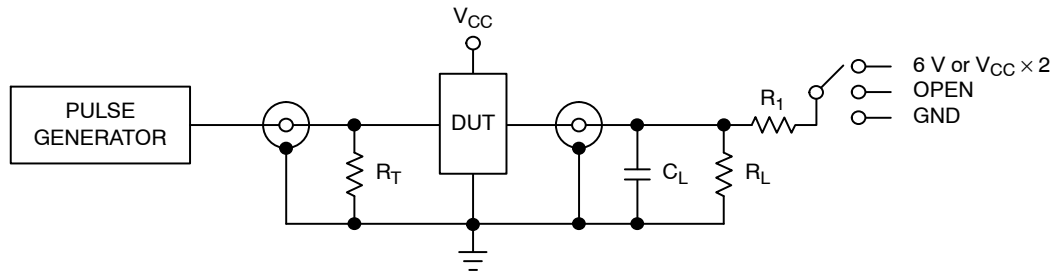 V_CC
PULSE
GENERATOR
DUT
R_T
C_L
R_L
R_1
6 V or V_CC × 2
OPEN
GND